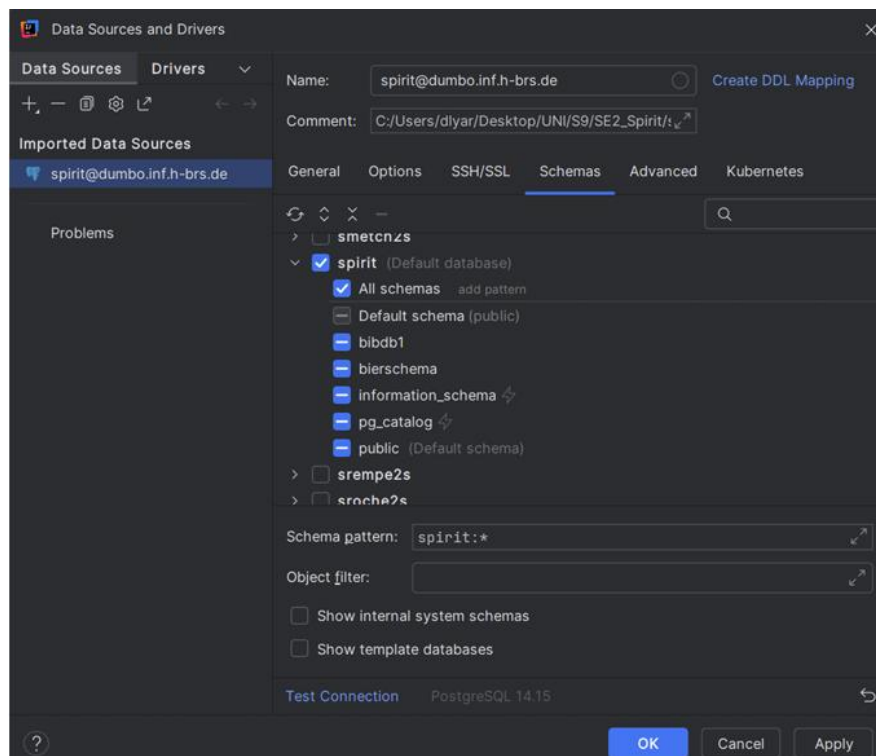 Data Sources and Drivers
Data Sources Drivers
Name: spirit@dumbo.inf.h-brs.de Create DDL Mapping
Comment: C:/Users/dlyar/Desktop/UNI/S9/SE2_Spirit/
Imported Data Sources
spirit@dumbo.inf.h-brs.de
Problems
General Options SSH/SSL Schemas Advanced Kubernetes
smetch2s
spirit (Default database)
All schemas add pattern
Default schema (public)
bibdb1
bierschema
information_schema
pg_catalog
public (Default schema)
srempe2s
sroche2s
Schema pattern: spirit:*
Object filter:
Show internal system schemas
Show template databases
Test Connection PostgreSQL 14.15
? OK Cancel Apply